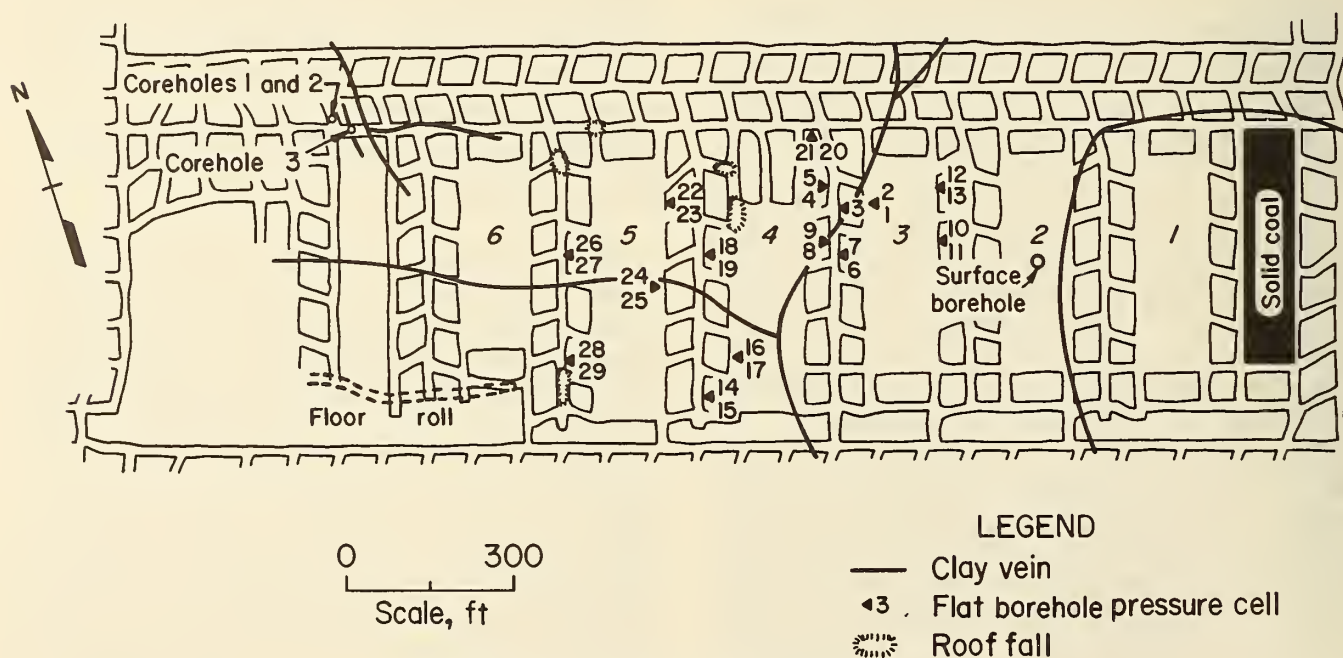 N
Coreholes 1 and 2
Corehole 3
21 20
5
4
3
2
1
12
13
22
23
9
8
7
6
10
11
18
19
26
27
24
25
28
29
16
17
14
15
6
5
4
3
2
1
Surface
borehole
Solid coal
Floor roll
0 300
Scale, ft
LEGEND
Clay vein
3 Flat borehole pressure cell
Roof fall